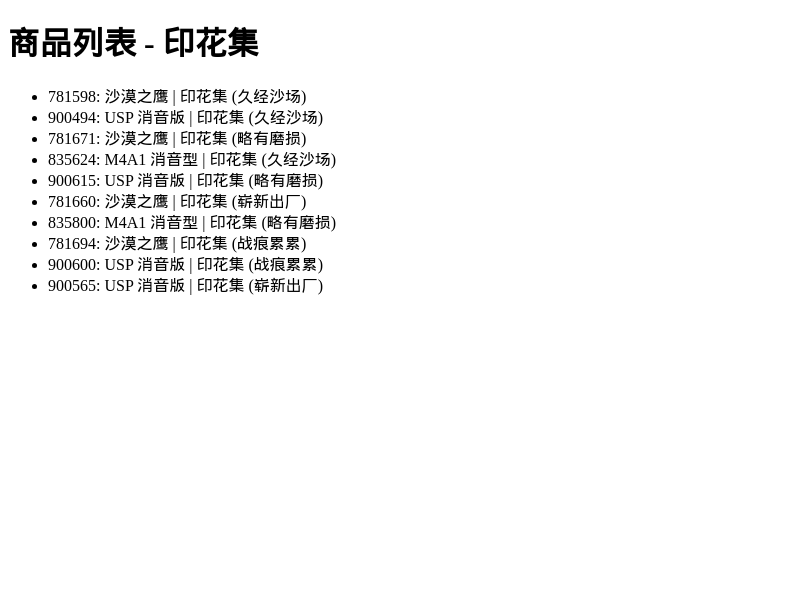 商品列表 - 印花集
781598: 沙漠之鹰 | 印花集 (久经沙场)
900494: USP 消音版 | 印花集 (久经沙场)
781671: 沙漠之鹰 | 印花集 (略有磨损)
835624: M4A1 消音型 | 印花集 (久经沙场)
900615: USP 消音版 | 印花集 (略有磨损)
781660: 沙漠之鹰 | 印花集 (崭新出厂)
835800: M4A1 消音型 | 印花集 (略有磨损)
781694: 沙漠之鹰 | 印花集 (战痕累累)
900600: USP 消音版 | 印花集 (战痕累累)
900565: USP 消音版 | 印花集 (崭新出厂)